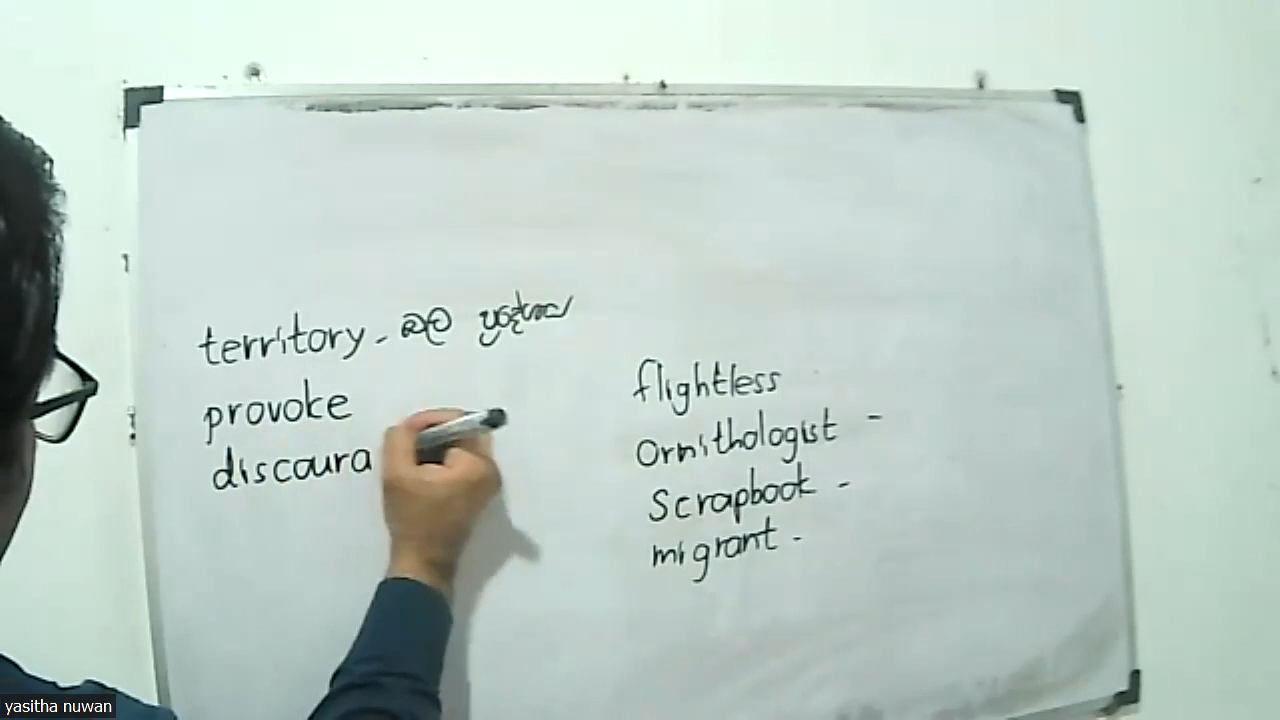 territory - බල ප්‍රදේශය
provoke
discoura
flightless
Ornithologist -
Scrapbook -
migrant -
yasitha nuwan